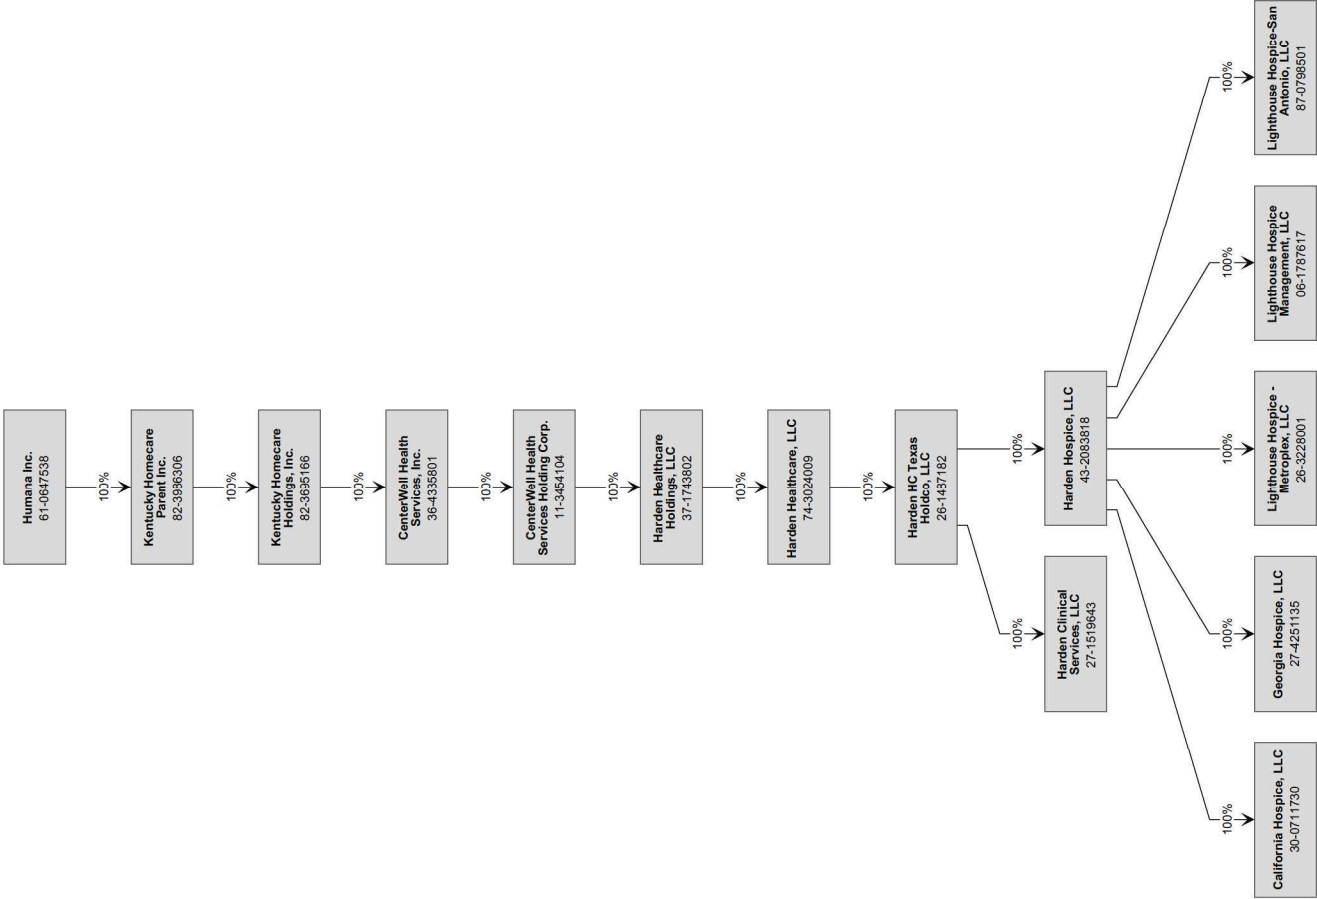 Humana Inc.
61-0647538
100%
Kentucky Homecare
Parent Inc.
82-3996306
100%
Kentucky Homecare
Holdings, Inc.
82-3695166
100%
CenterWell Health
Services, Inc.
36-4335801
100%
CenterWell Health
Services Holding Corp.
11-3454104
100%
Harden Healthcare
Holdings, LLC
37-1743802
100%
Harden Healthcare, LLC
74-3024009
100%
Harden HC Texas
Holdco, LLC
26-1487182
100%
100%
Harden Clinical
Services, LLC
27-1519643
Harden Hospice, LLC
43-2083818
100%
100%
100%
100%
100%
California Hospice, LLC
30-0711730
Georgia Hospice, LLC
27-4251135
Lighthouse Hospice -
Metroplex, LLC
26-3228001
Lighthouse Hospice
Management, LLC
06-1787617
Lighthouse Hospice-San
Antonio, LLC
87-0798501